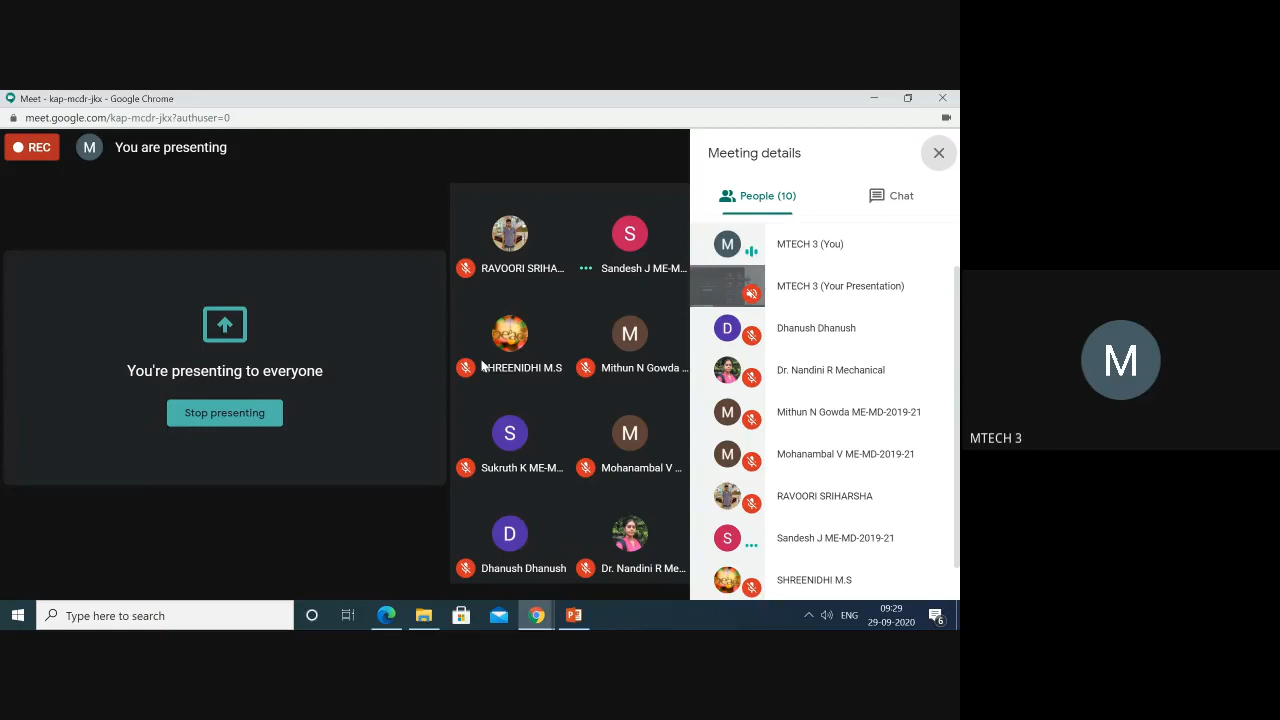 Meet - kap-mcdr-jkx - Google Chrome
meet.google.com/kap-mcdr-jkx?authuser=0
REC
M
You are presenting
You're presenting to everyone
Stop presenting
RAVOORI SRIHA...
S
Sandesh J ME-M...
SHREENIDHI M.S
M
Mithun N Gowda ...
S
Sukruth K ME-M...
M
Mohanambal V ...
D
Dhanush Dhanush
Dr. Nandini R Me...
Meeting details
People (10)
Chat
M
MTECH 3 (You)
MTECH 3 (Your Presentation)
D
Dhanush Dhanush
Dr. Nandini R Mechanical
M
Mithun N Gowda ME-MD-2019-21
M
Mohanambal V ME-MD-2019-21
RAVOORI SRIHARSHA
S
Sandesh J ME-MD-2019-21
SHREENIDHI M.S
Type here to search
ENG
09:29
29-09-2020
6
M
MTECH 3